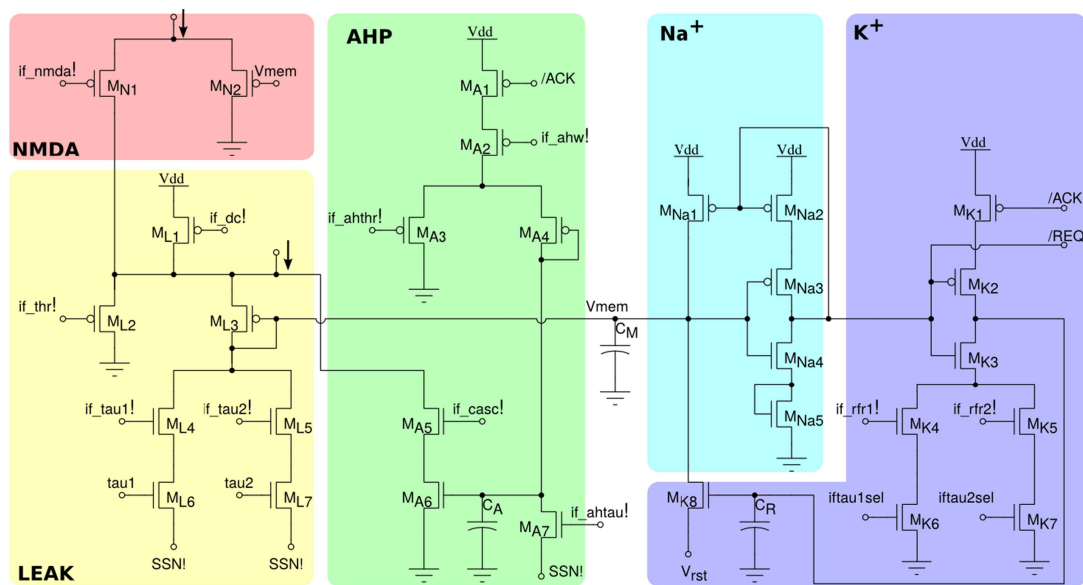 AHP
Na+
K+
Vdd
if_nmda!
MN1
MN2
Vmem
NMDA
MA1
/ACK
MA2
if_ahw!
Vdd
Vdd
Vdd
MNa1
MNa2
MK1
/ACK
/REQ
Vdd
ML1
if_dc!
if_ahthr!
MA3
MA4
if_thr!
ML2
ML3
Vmem
CM
MNa3
MK2
MNa4
MK3
if_tau1!
ML4
if_tau2!
ML5
MA5
if_casc!
MNa5
if_rfr1!
MK4
if_rfr2!
MK5
tau1
ML6
tau2
ML7
MA6
CA
MA7
if_ahtau!
MK8
CR
iftau1sel
MK6
iftau2sel
MK7
LEAK
SSN!
SSN!
SSN!
Vrst